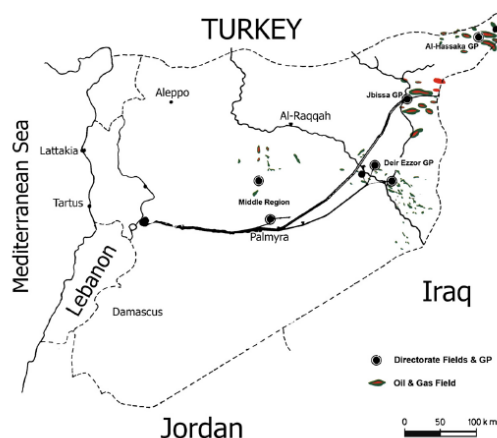 TURKEY
Al-Hassaka GP
Aleppo
Jbissa GP
Al-Raqqah
Mediterranean Sea
Lattakia
Deir Ezzor GP
Middle Region
Tartus
Palmyra
Lebanon
Iraq
Damascus
Directorate Fields & GP
Oil & Gas Field
Jordan
0 50 100 k m